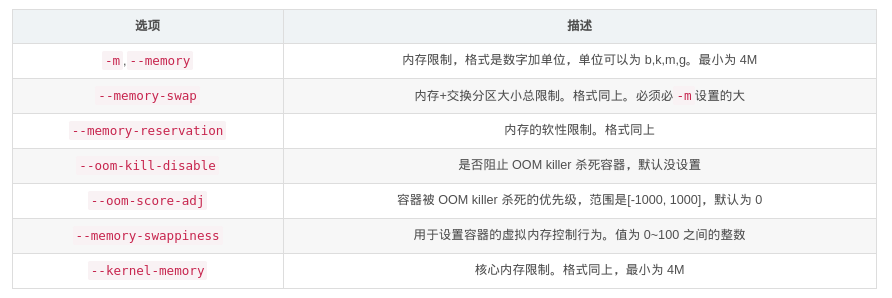 选项 描述
-m,--memory 内存限制，格式是数字加单位，单位可以为 b,k,m,g。最小为 4M
--memory-swap 内存+交换分区大小总限制。格式同上。必须必 -m 设置的大
--memory-reservation 内存的软性限制。格式同上
--oom-kill-disable 是否阻止 OOM killer 杀死容器，默认没设置
--oom-score-adj 容器被 OOM killer 杀死的优先级，范围是[-1000, 1000]，默认为 0
--memory-swappiness 用于设置容器的虚拟内存控制行为。值为 0~100 之间的整数
--kernel-memory 核心内存限制。格式同上，最小为 4M